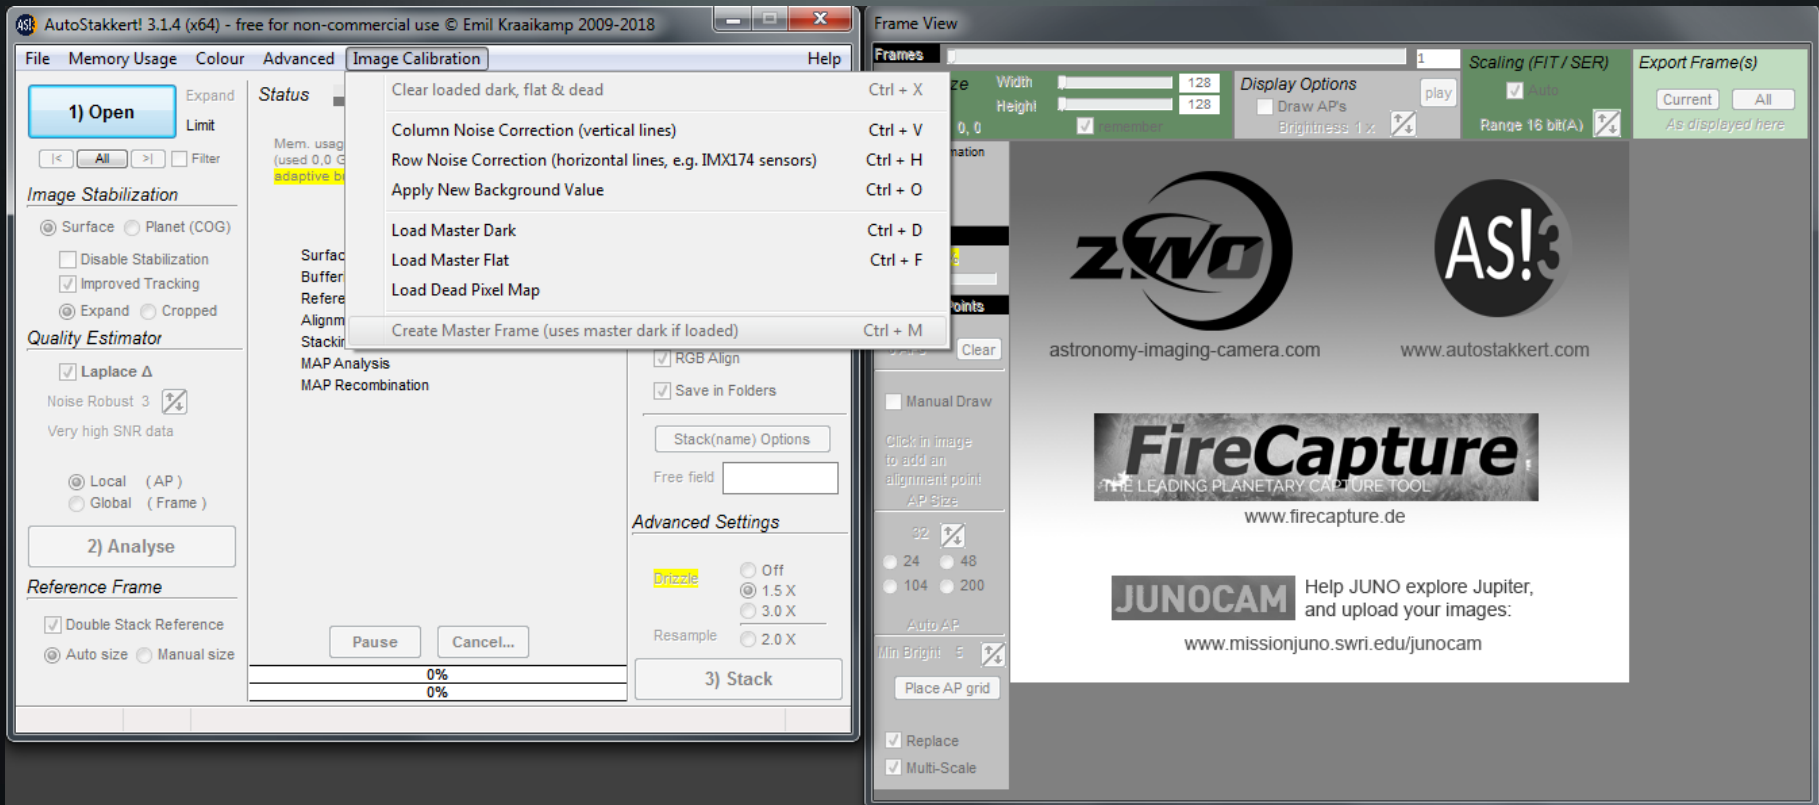 AutoStakkert! 3.1.4 (x64) - free for non-commercial use © Emil Kraaikamp 2009-2018
File Memory Usage Colour Advanced Image Calibration Help
1) Open
Expand
Limit
|< All >| Filter
Image Stabilization
Surface Planet (COG)
Disable Stabilization
Improved Tracking
Expand Cropped
Quality Estimator
Laplace Δ
Noise Robust 3
Very high SNR data
Local (AP)
Global (Frame)
2) Analyse
Reference Frame
Double Stack Reference
Auto size Manual size
Status
Mem. usag
(used 0,0 G
adaptive b
Surfac
Buffer
Refere
Alignm
Stackin
MAP Analysis
MAP Recombination
Pause Cancel...
0%
0%
Clear loaded dark, flat & dead Ctrl + X
Column Noise Correction (vertical lines) Ctrl + V
Row Noise Correction (horizontal lines, e.g. IMX174 sensors) Ctrl + H
Apply New Background Value Ctrl + O
Load Master Dark Ctrl + D
Load Master Flat Ctrl + F
Load Dead Pixel Map
Create Master Frame (uses master dark if loaded) Ctrl + M
RGB Align
Save in Folders
Stack(name) Options
Free field
Advanced Settings
Drizzle
Off
1.5 X
3.0 X
Resample 2.0 X
3) Stack
Frame View
Frames 1
ze Width 128
Height 128
0, 0 remember
Display Options
Draw AP's
Brightness 1 x
play
Scaling (FIT / SER)
Auto
Range 16 bit(A)
Export Frame(s)
Current All
As displayed here
mation
%
Points
Clear
Manual Draw
Click in image
to add an
alignment point
AP Size
32
24 48
104 200
Auto AP
Min Bright 5
Place AP grid
Replace
Multi-Scale
ZWO
astronomy-imaging-camera.com
AS!3
www.autostakkert.com
FireCapture
THE LEADING PLANETARY CAPTURE TOOL
www.firecapture.de
JUNOCAM
Help JUNO explore Jupiter,
and upload your images:
www.missionjuno.swri.edu/junocam